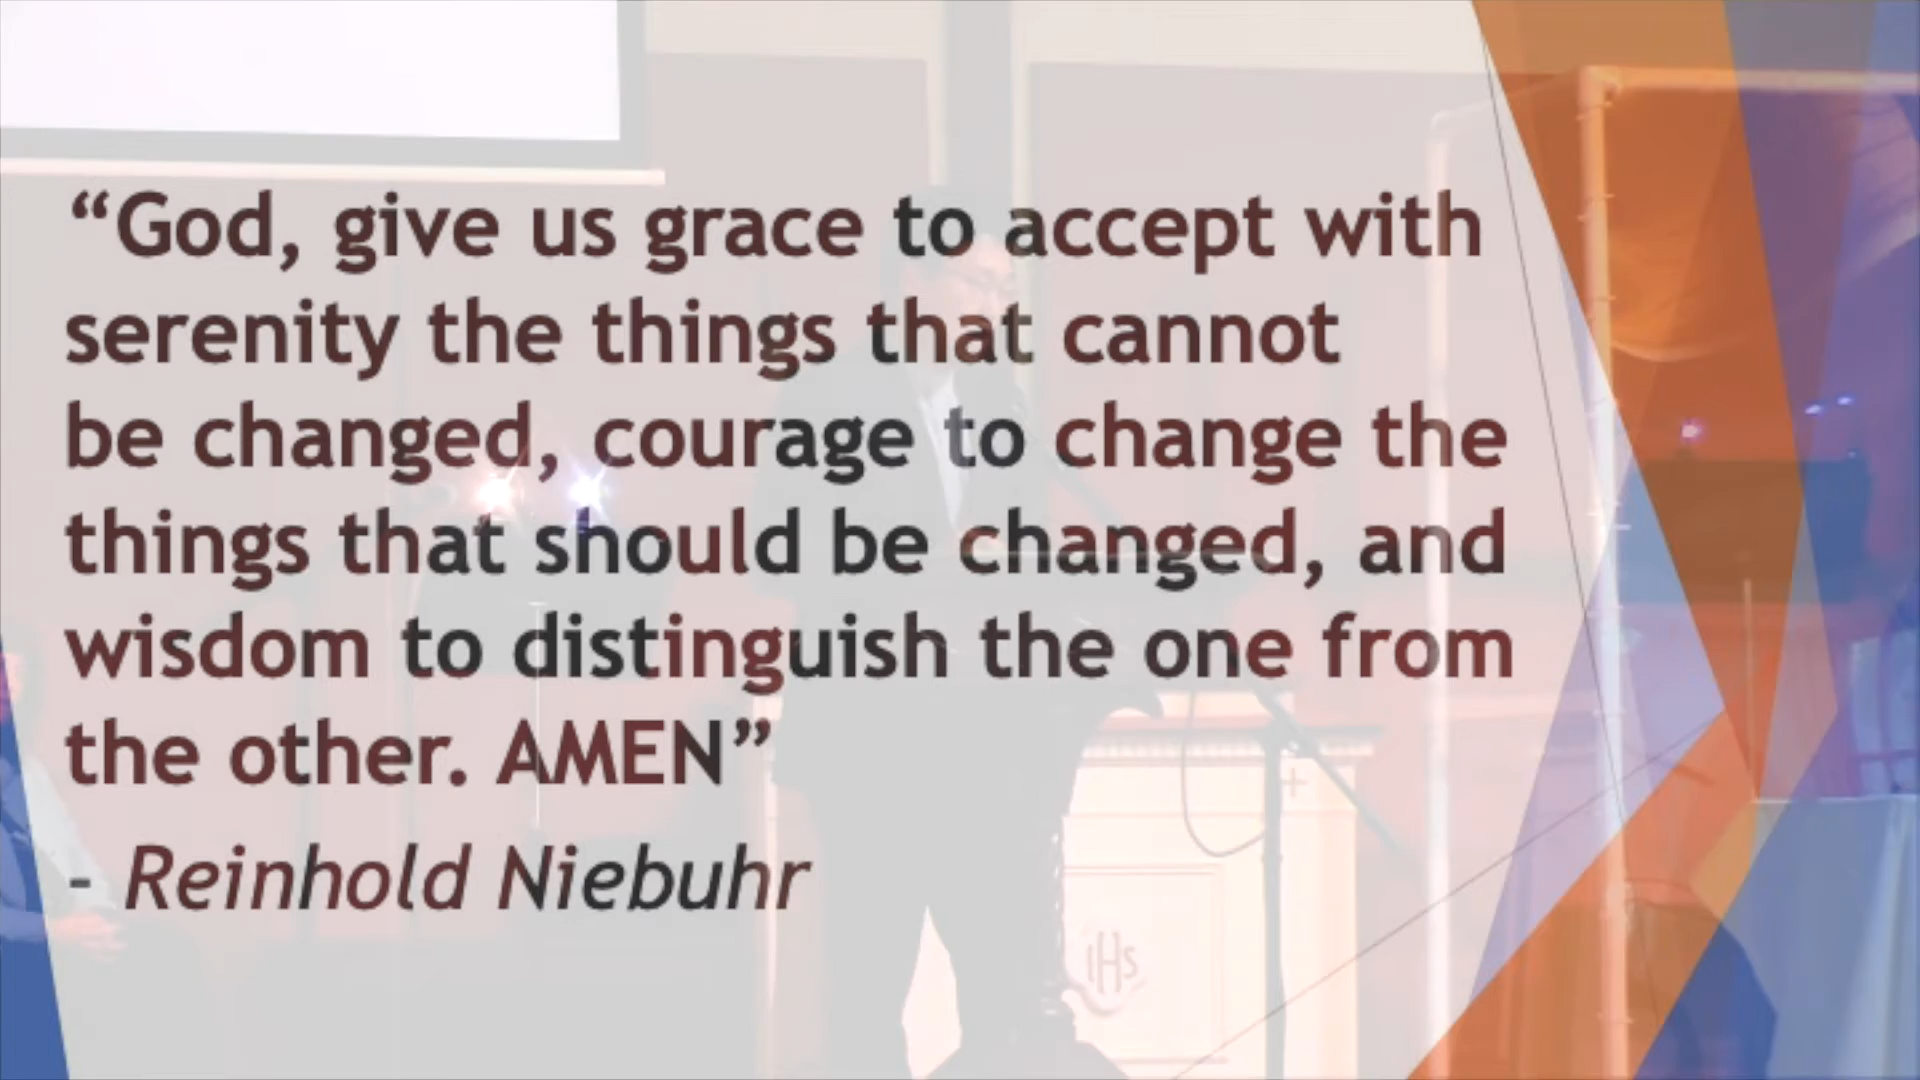 “God, give us grace to accept with
serenity the things that cannot
be changed, courage to change the
things that should be changed, and
wisdom to distinguish the one from
the other. AMEN”
- Reinhold Niebuhr
IHS